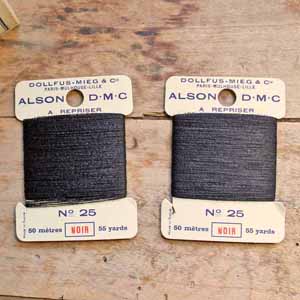 DOLLFUS-MIEG & Cie
PARIS-MULHOUSE-LILLE
ALSON D·M·C
A REPRISER
No 25
50 mètres NOIR 55 yards
DOLLFUS-MIEG & Cie
PARIS-MULHOUSE-LILLE
ALSON D·M·C
A REPRISER
No 25
50 mètres NOIR 55 yards